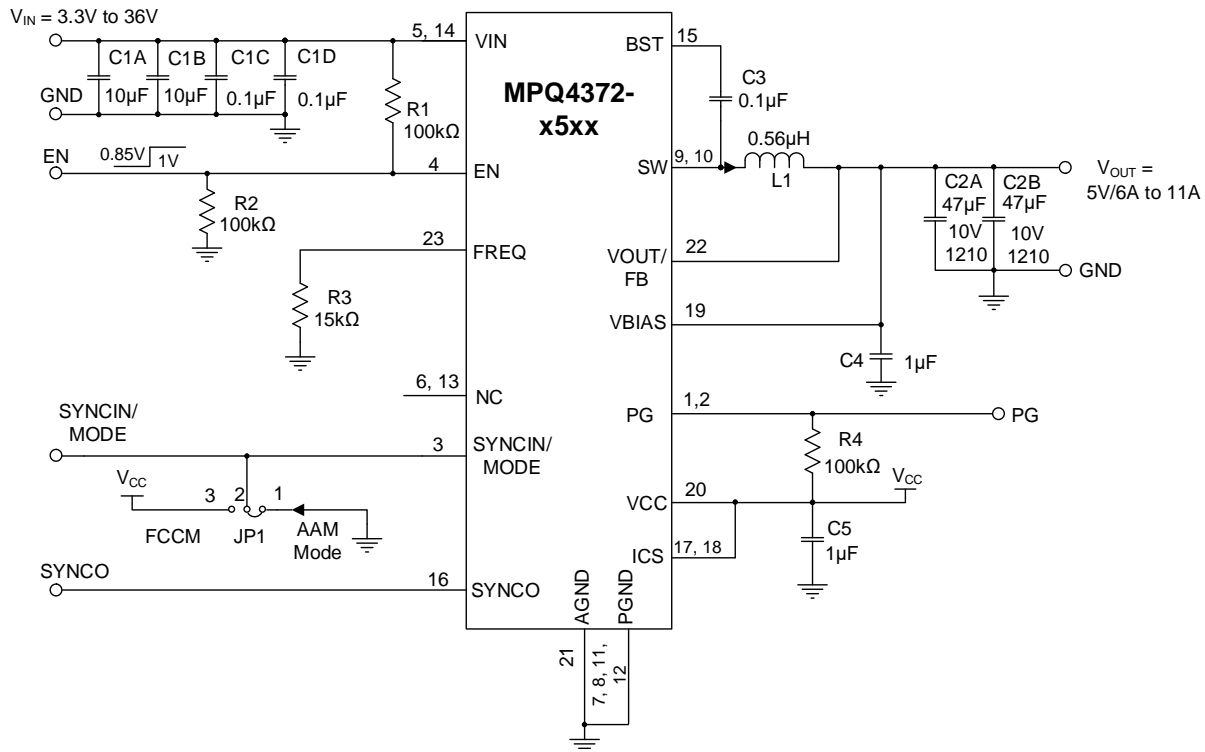 VIN = 3.3V to 36V
5, 14
VIN
BST
15
C1A
C1B
C1C
C1D
10µF
10µF
0.1µF
0.1µF
GND
R1
100kΩ
MPQ4372-
x5xx
C3
0.1µF
EN
0.85V
1V
4
EN
SW
9, 10
0.56µH
L1
R2
100kΩ
C2A
47µF
10V
1210
C2B
47µF
10V
1210
VOUT =
5V/6A to 11A
GND
23
FREQ
VOUT/
FB
22
R3
15kΩ
VBIAS
19
C4
1µF
6, 13
NC
PG
1,2
PG
SYNCIN/
MODE
3
SYNCIN/
MODE
R4
100kΩ
VCC
3
2
1
FCCM
JP1
AAM
Mode
VCC
20
VCC
ICS
17, 18
C5
1µF
SYNCO
16
SYNCO
AGND
PGND
21
7, 8, 11,
12